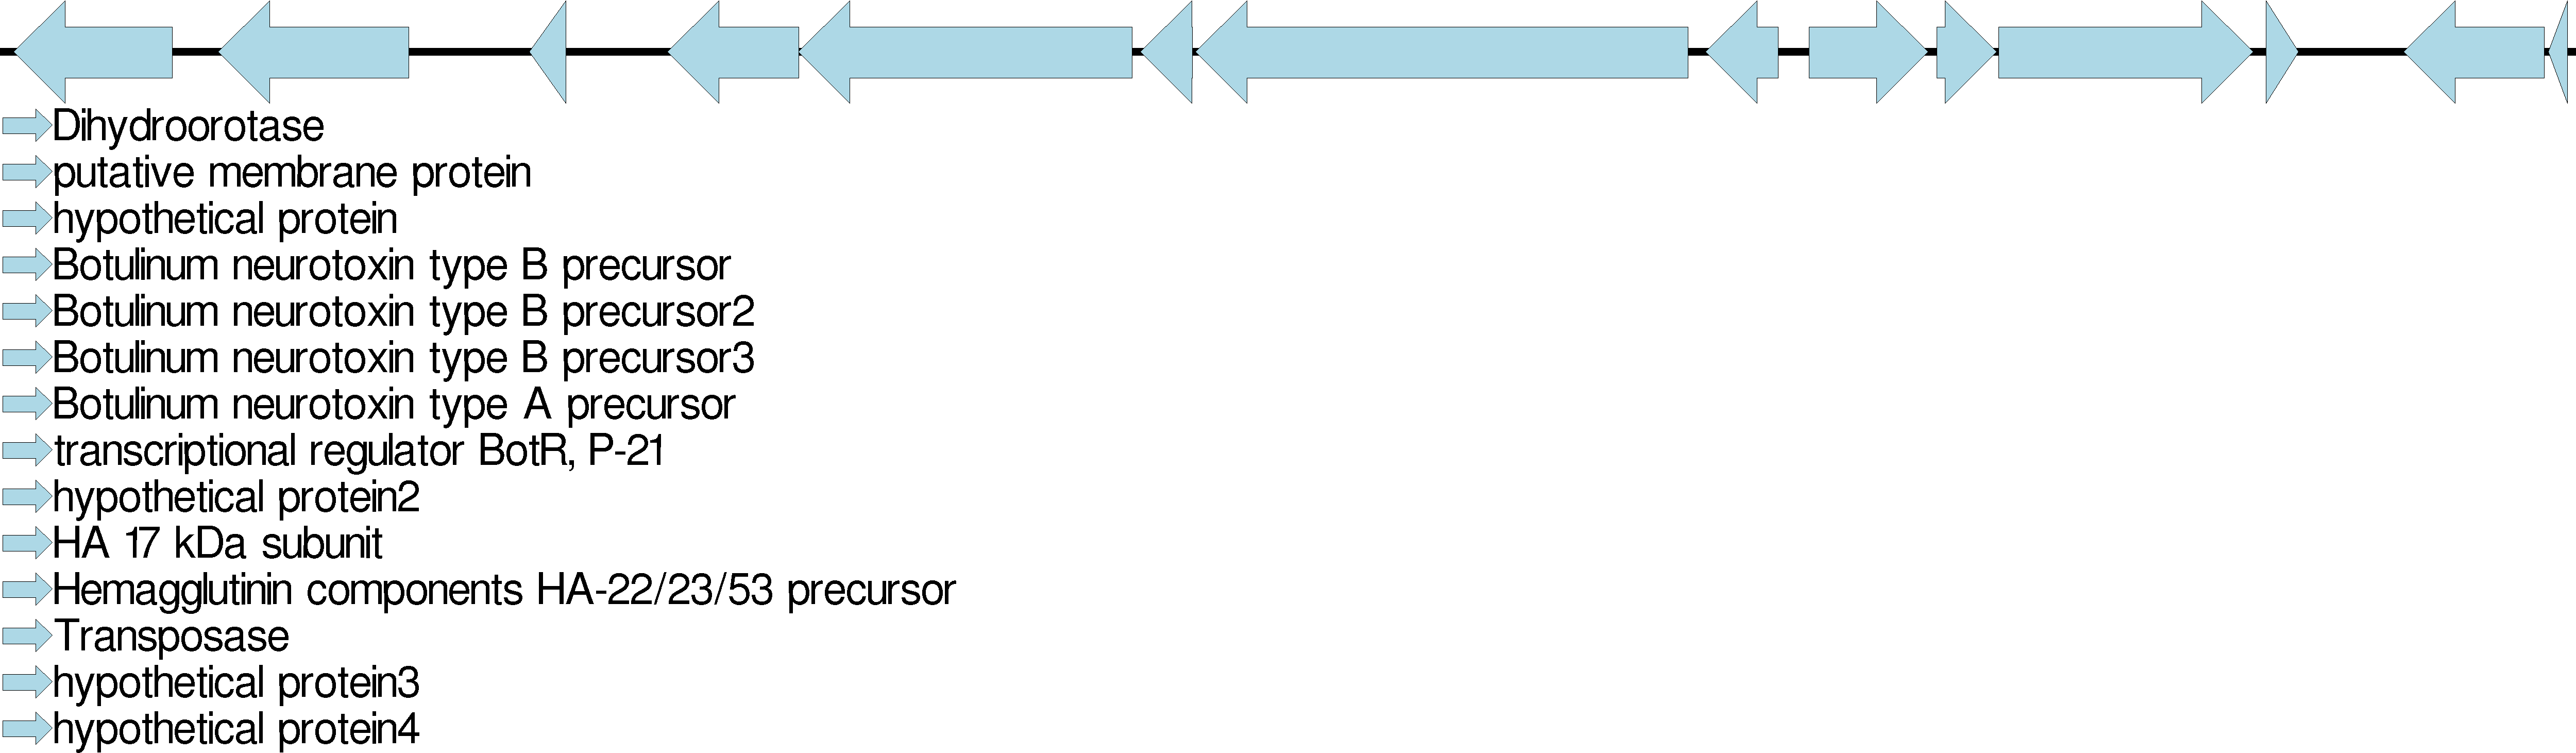 Dihydroorotase
putative membrane protein
hypothetical protein
Botulinum neurotoxin type B precursor
Botulinum neurotoxin type B precursor2
Botulinum neurotoxin type B precursor3
Botulinum neurotoxin type A precursor
transcriptional regulator BotR, P-21
hypothetical protein2
HA 17 kDa subunit
Hemagglutinin components HA-22/23/53 precursor
Transposase
hypothetical protein3
hypothetical protein4